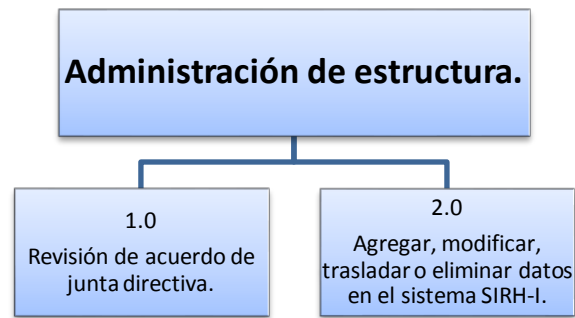 Administración de estructura.
1.0
Revisión de acuerdo de
junta directiva.
2.0
Agregar, modificar,
trasladar o eliminar datos
en el sistema SIRH-I.